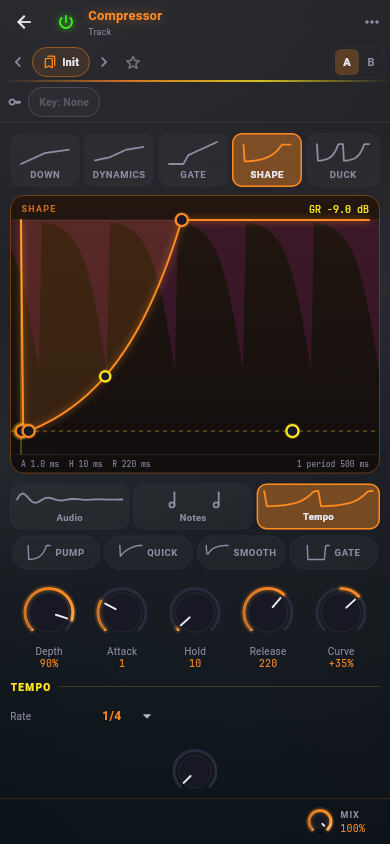 Compressor
Track
Init
A B
Key: None
DOWN DYNAMICS GATE SHAPE DUCK
SHAPE GR -9.0 dB
A 1.0 ms H 10 ms R 220 ms 1 period 500 ms
Audio Notes Tempo
PUMP QUICK SMOOTH GATE
Depth Attack Hold Release Curve
90% 1 10 220 +35%
TEMPO
Rate 1/4
MIX
100%